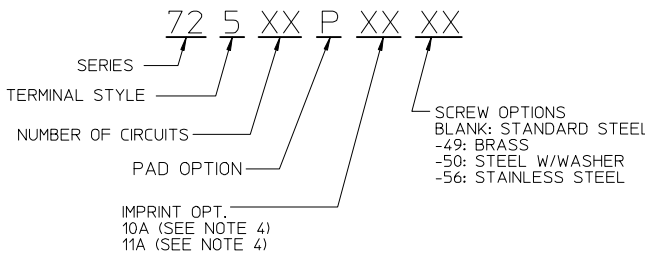 72 5 XX P XX XX
SERIES
TERMINAL STYLE
NUMBER OF CIRCUITS
PAD OPTION
IMPRINT OPT.
10A (SEE NOTE 4)
11A (SEE NOTE 4)
SCREW OPTIONS
BLANK: STANDARD STEEL
-49: BRASS
-50: STEEL W/WASHER
-56: STAINLESS STEEL